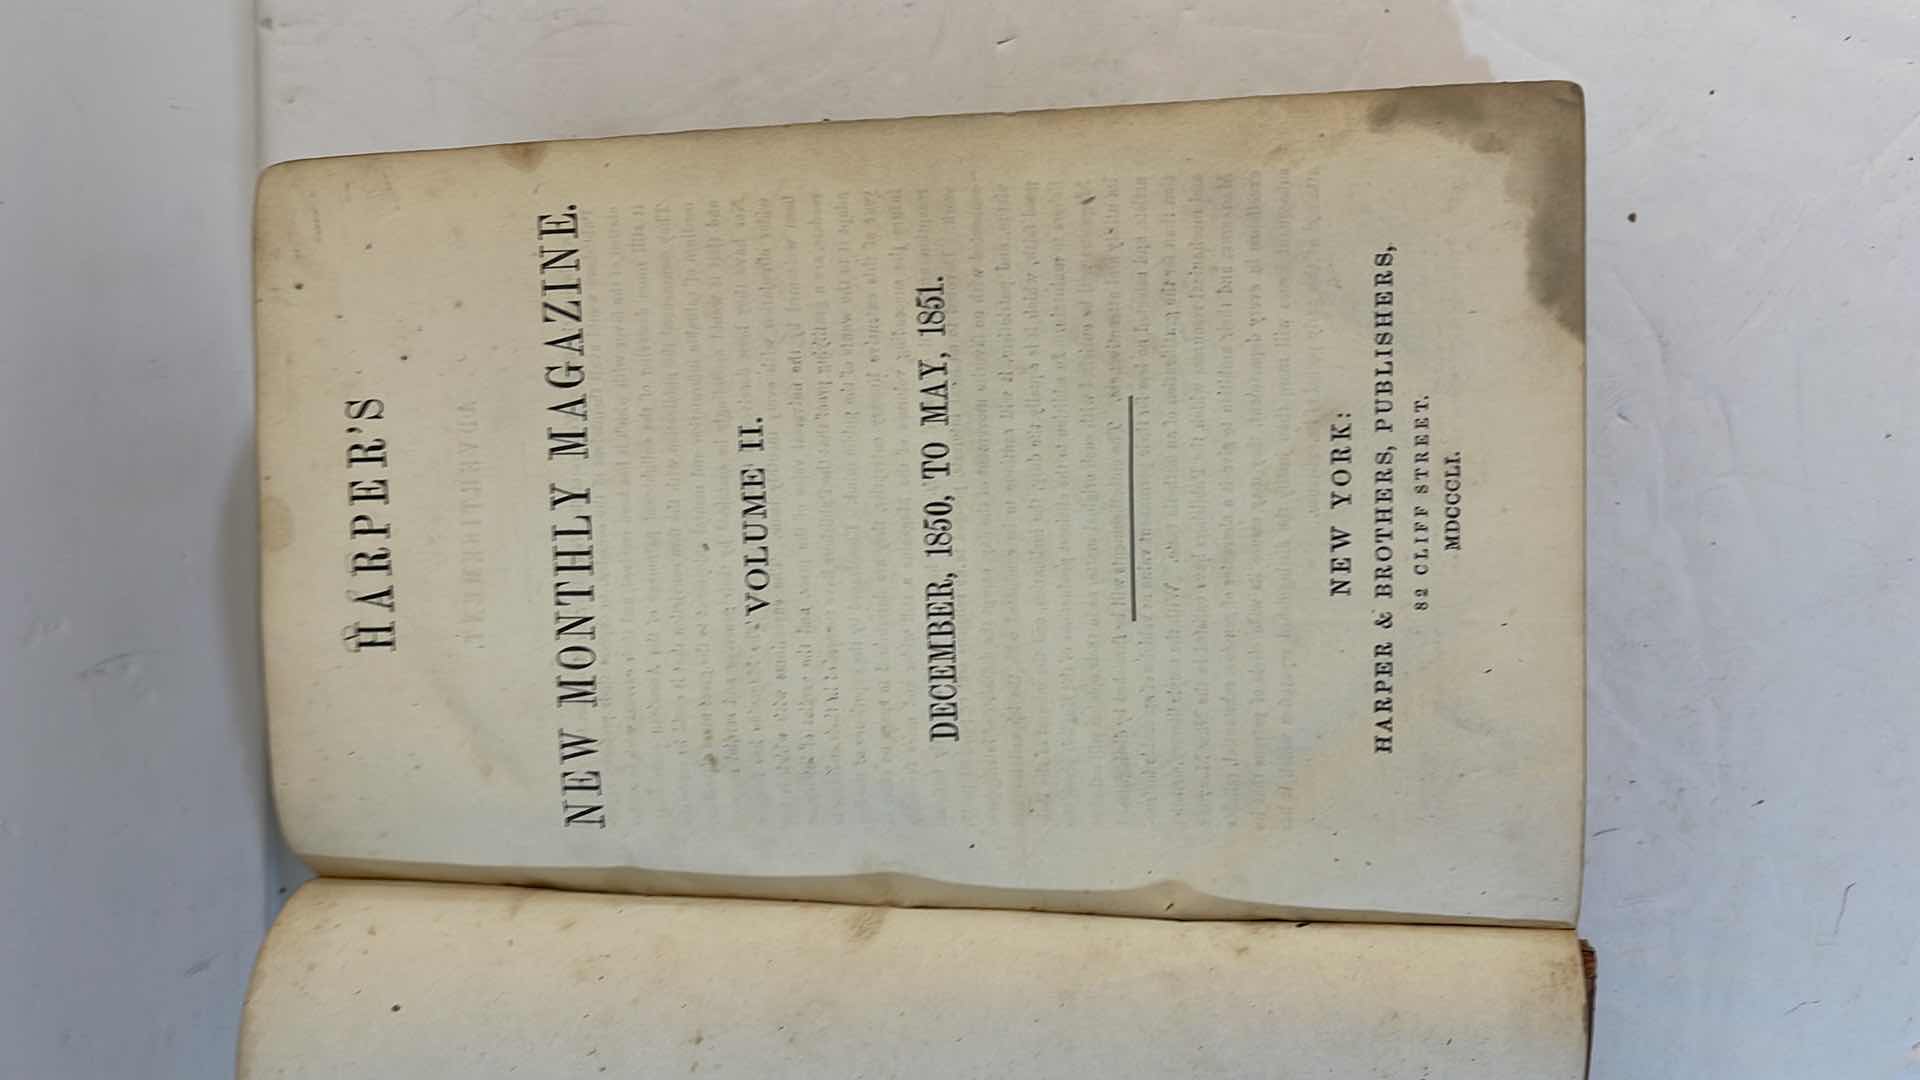 HARPER'S
NEW MONTHLY MAGAZINE.
VOLUME II.
DECEMBER, 1850, TO MAY, 1851.
NEW YORK:
HARPER & BROTHERS, PUBLISHERS,
82 CLIFF STREET.
MDCCCLI.